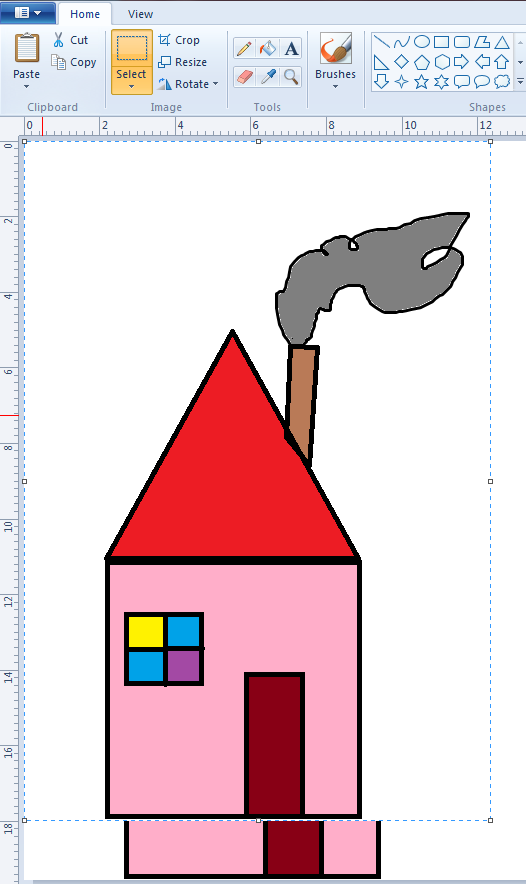 Home View
Cut
Copy
Paste
Clipboard
Select
Crop
Resize
Rotate
Image
A
Tools
Brushes
Shapes
0 2 4 6 8 10 12
0
2
4
6
8
10
12
14
16
18